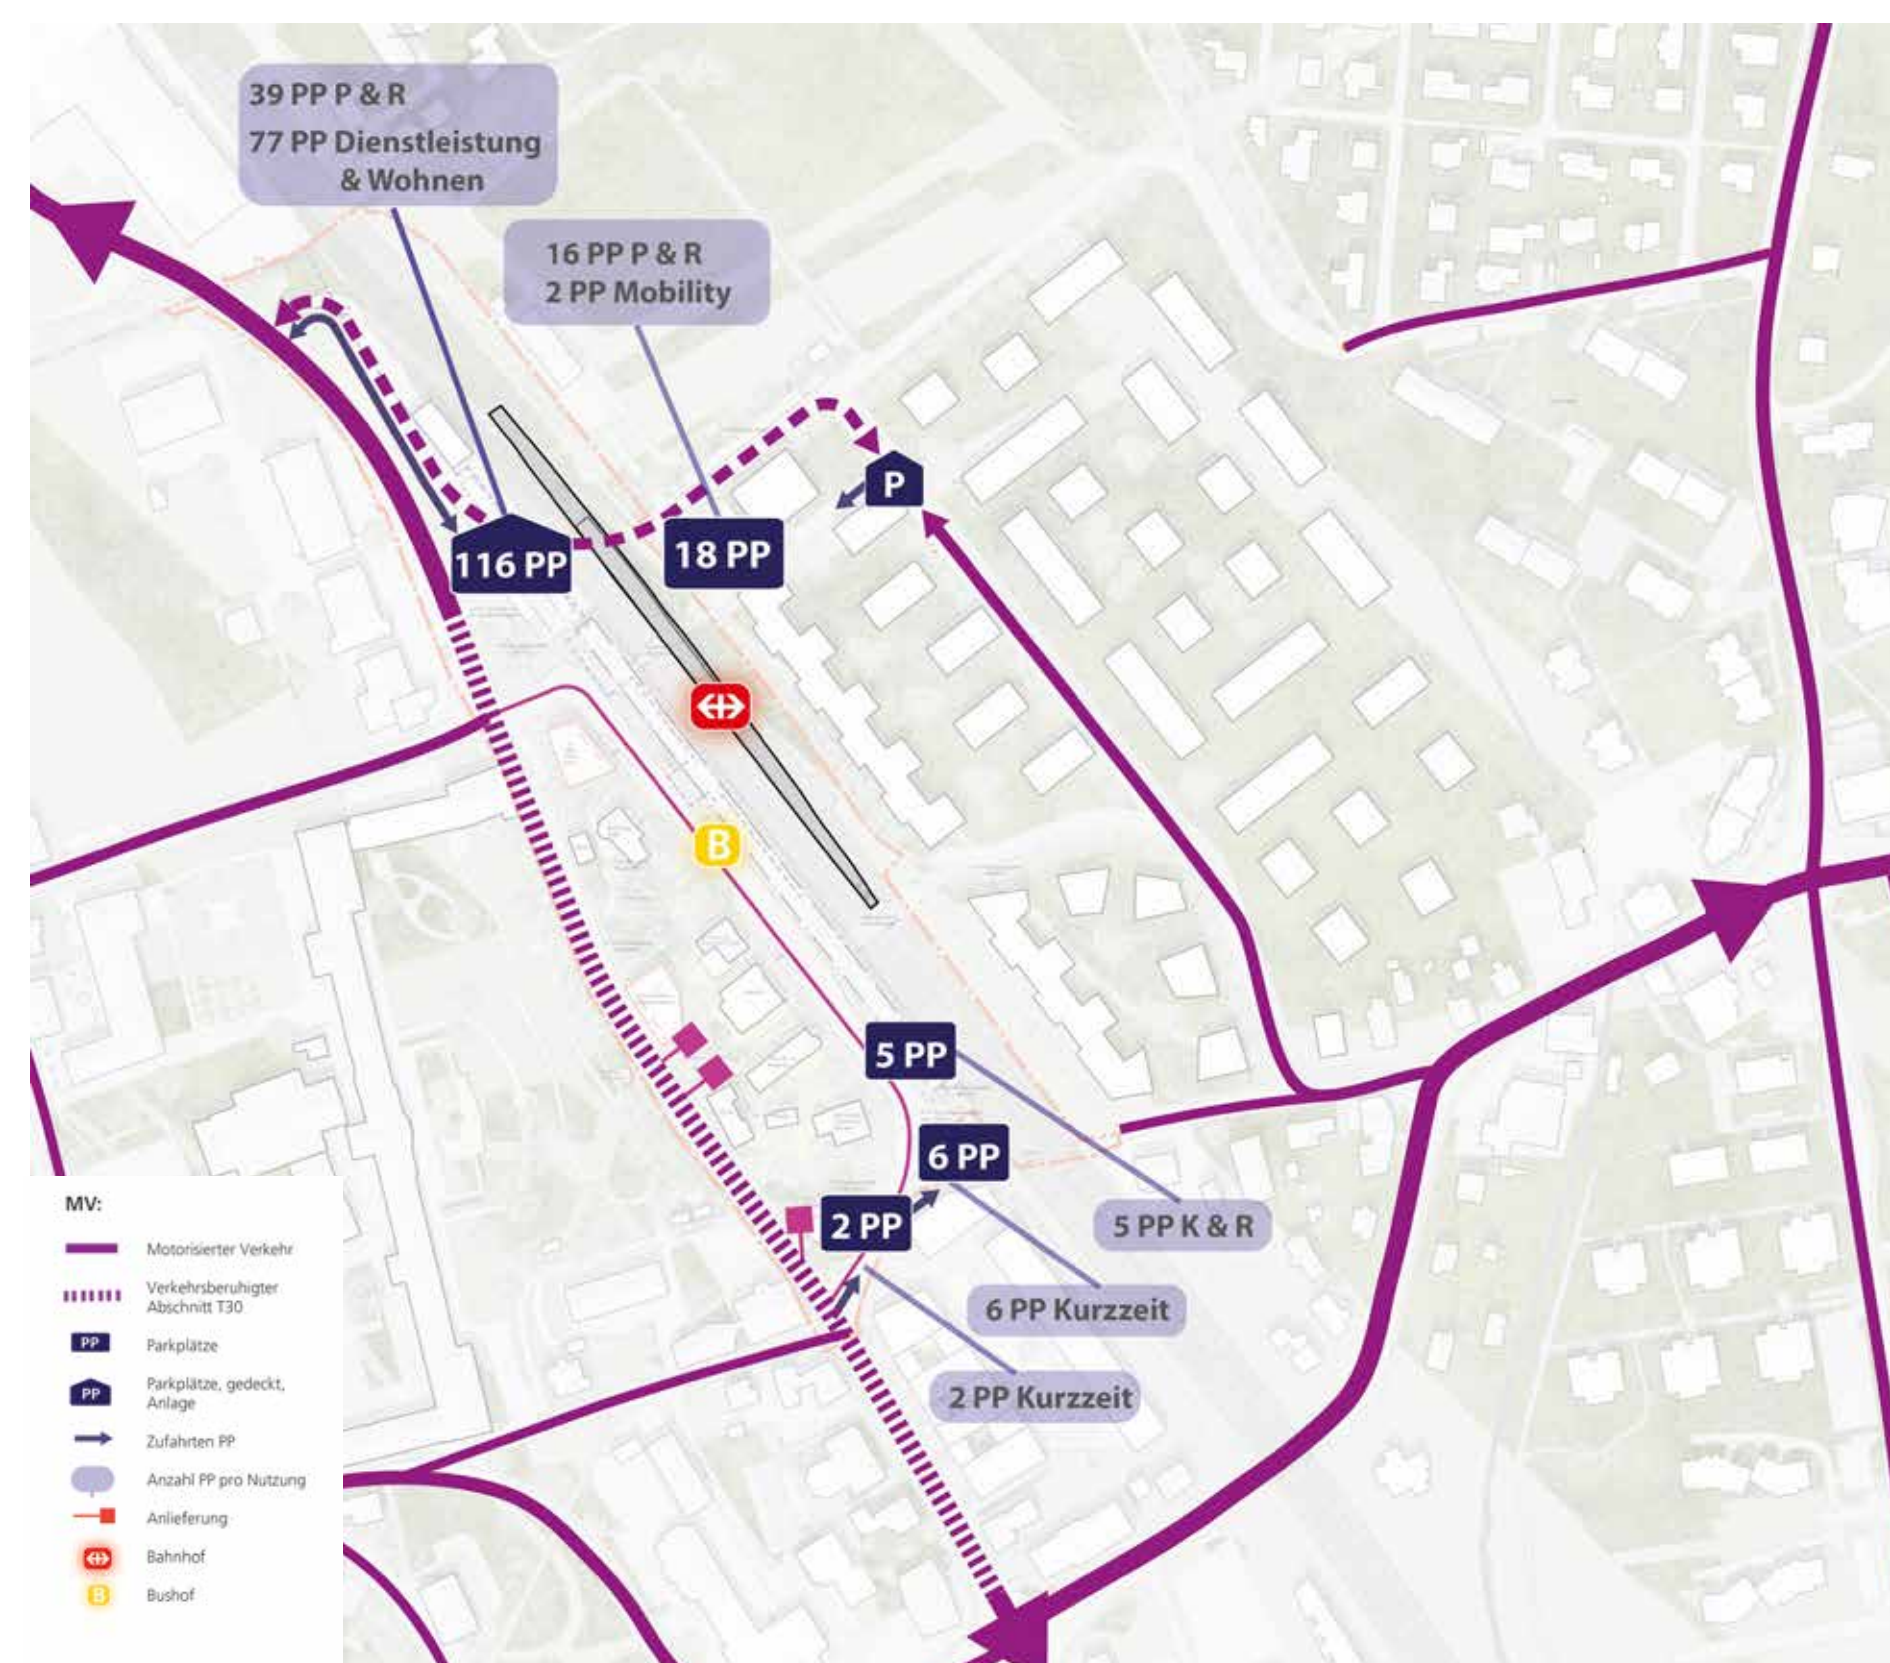 39 PP P & R
77 PP Dienstleistung
& Wohnen
16 PP P & R
2 PP Mobility
P
116 PP
18 PP
B
5 PP
6 PP
2 PP
5 PP K & R
6 PP Kurzzeit
2 PP Kurzzeit
MV:
Motorisierter Verkehr
Verkehrsberuhigter
Abschnitt T30
PP
Parkplätze
PP
Parkplätze, gedeckt,
Anlage
Zufahrten PP
Anzahl PP pro Nutzung
Anlieferung
Bahnhof
B
Bushof